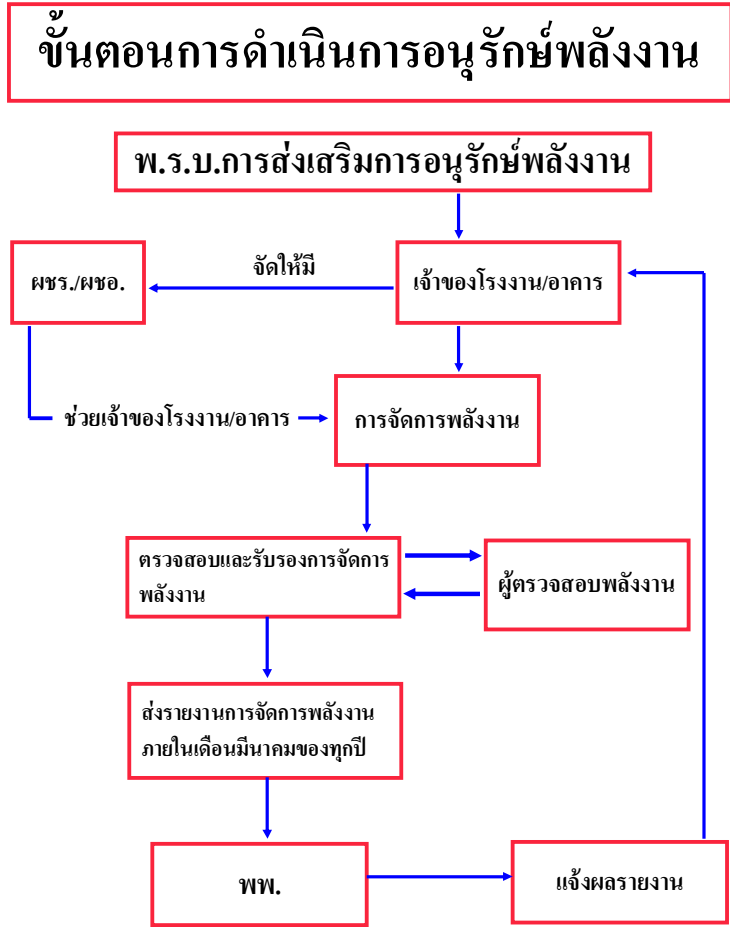 ขั้นตอนการดำเนินการอนุรักษ์พลังงาน
พ.ร.บ.การส่งเสริมการอนุรักษ์พลังงาน
ผชร./ผชอ.
จัดให้มี
เจ้าของโรงงาน/อาคาร
ช่วยเจ้าของโรงงาน/อาคาร
การจัดการพลังงาน
ตรวจสอบและรับรองการจัดการ
พลังงาน
ผู้ตรวจสอบพลังงาน
ส่งรายงานการจัดการพลังงาน
ภายในเดือนมีนาคมของทุกปี
พพ.
แจ้งผลรายงาน